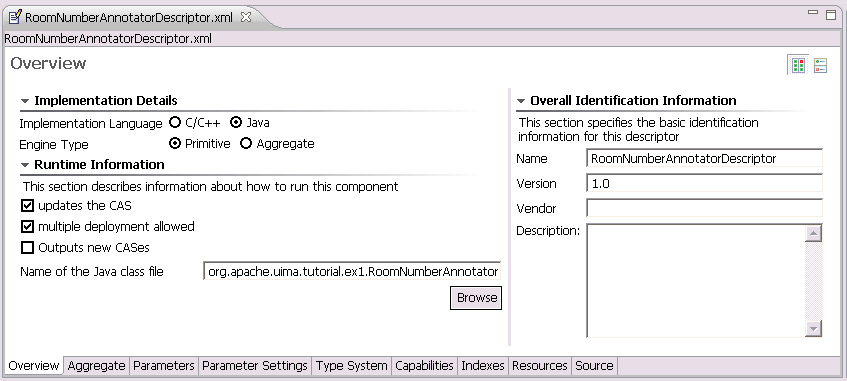 RoomNumberAnnotatorDescriptor.xml
RoomNumberAnnotatorDescriptor.xml
Overview
Implementation Details
Implementation Language C/C++ Java
Engine Type Primitive Aggregate
Runtime Information
This section describes information about how to run this component
updates the CAS
multiple deployment allowed
Outputs new CASes
Name of the Java class file org.apache.uima.tutorial.ex1.RoomNumberAnnotator
Browse
Overall Identification Information
This section specifies the basic identification
information for this descriptor
Name RoomNumberAnnotatorDescriptor
Version 1.0
Vendor
Description:
Overview Aggregate Parameters Parameter Settings Type System Capabilities Indexes Resources Source